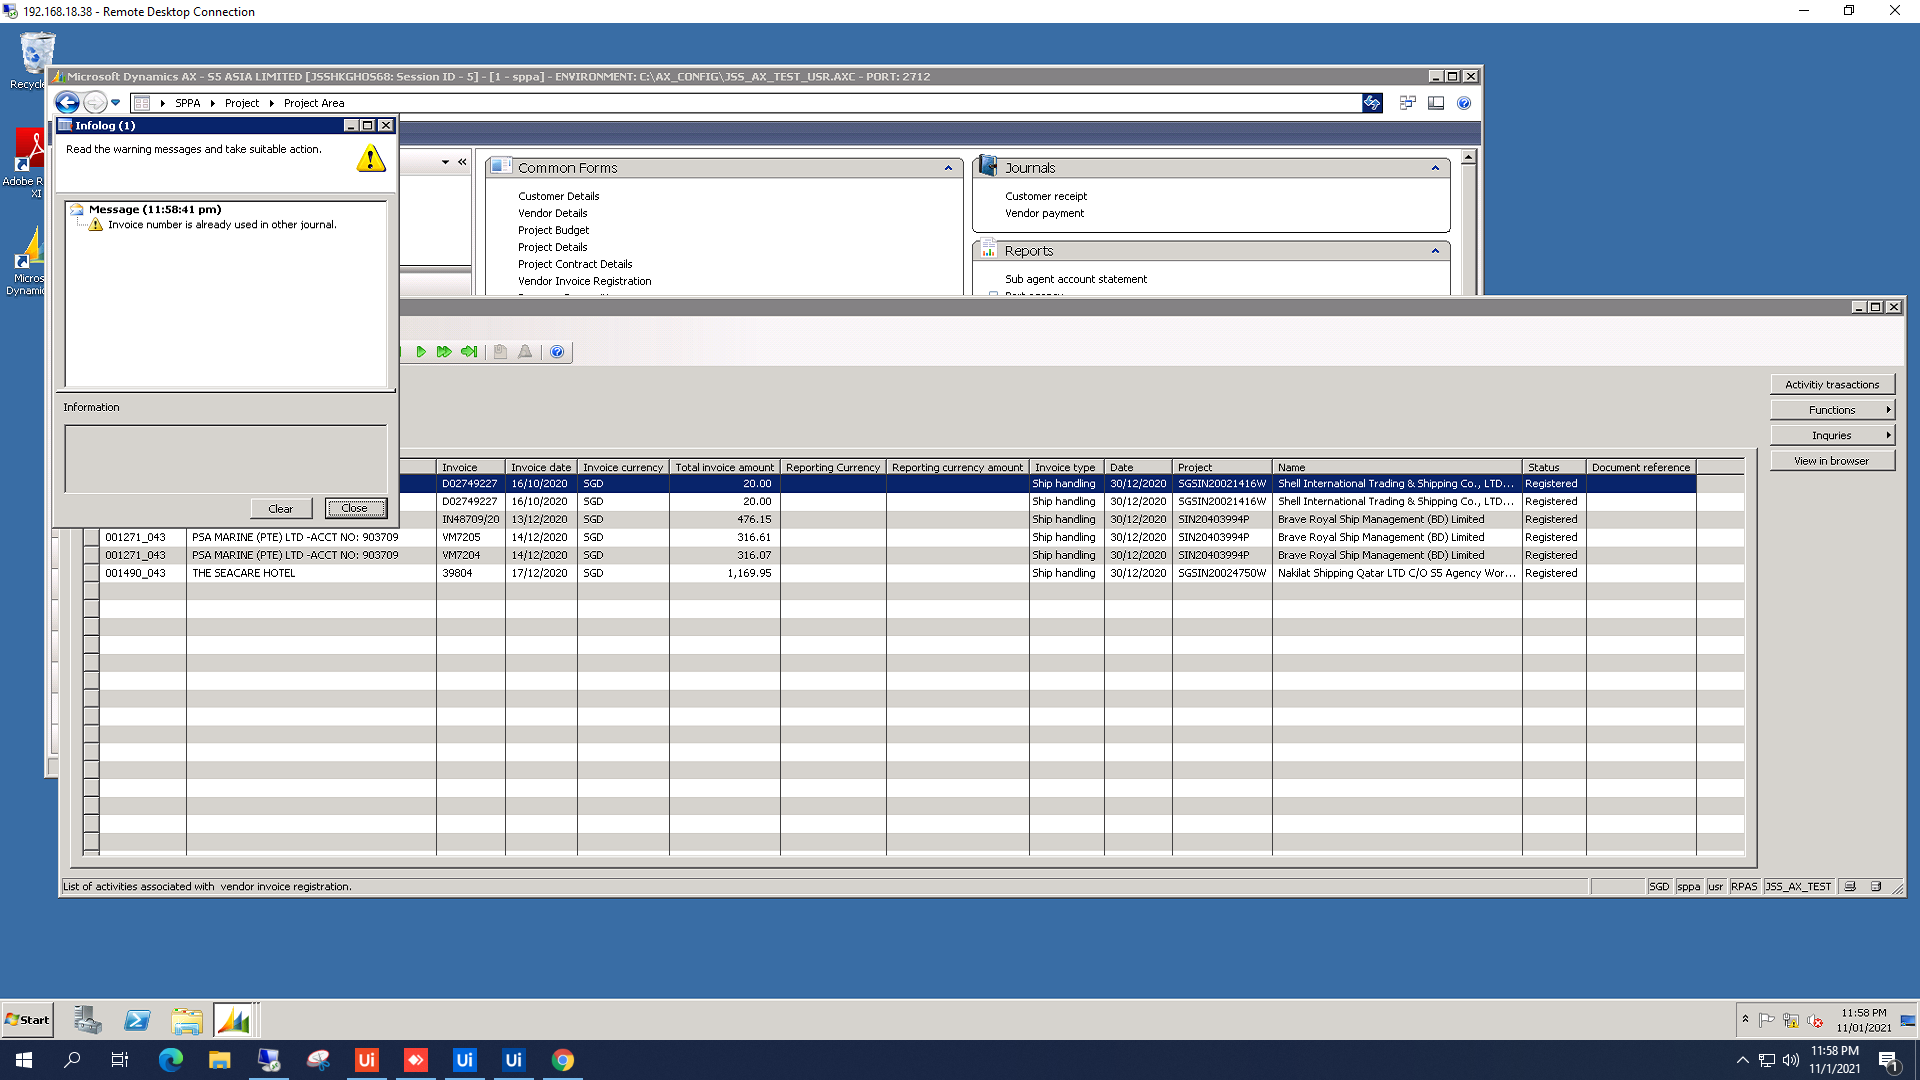 192.168.18.38 - Remote Desktop Connection
Recycle
Microsoft Dynamics AX - S5 ASIA LIMITED [JSSHKGHOS68: Session ID - 5] - [1 - sppa] - ENVIRONMENT: C:\AX_CONFIG\JSS_AX_TEST_USR.AXC - PORT: 2712
SPPA Project Project Area
Infolog (1)
Read the warning messages and take suitable action.
Message (11:58:41 pm)
Invoice number is already used in other journal.
Information
Clear Close
Adobe R
XI
Micros
Dynamic
Common Forms
Customer Details
Vendor Details
Project Budget
Project Details
Project Contract Details
Vendor Invoice Registration
Journals
Customer receipt
Vendor payment
Reports
Sub agent account statement
Activitiy trasactions
Functions
Inquries
View in browser
Invoice Invoice date Invoice currency Total invoice amount Reporting Currency Reporting currency amount Invoice type Date Project Name Status Document reference
D02749227 16/10/2020 SGD 20.00 Ship handling 30/12/2020 SGSIN20021416W Shell International Trading & Shipping Co., LTD... Registered
D02749227 16/10/2020 SGD 20.00 Ship handling 30/12/2020 SGSIN20021416W Shell International Trading & Shipping Co., LTD... Registered
IN48709/20 13/12/2020 SGD 476.15 Ship handling 30/12/2020 SIN20403994P Brave Royal Ship Management (BD) Limited Registered
001271_043 PSA MARINE (PTE) LTD -ACCT NO: 903709 VM7205 14/12/2020 SGD 316.61 Ship handling 30/12/2020 SIN20403994P Brave Royal Ship Management (BD) Limited Registered
001271_043 PSA MARINE (PTE) LTD -ACCT NO: 903709 VM7204 14/12/2020 SGD 316.07 Ship handling 30/12/2020 SIN20403994P Brave Royal Ship Management (BD) Limited Registered
001490_043 THE SEACARE HOTEL 39804 17/12/2020 SGD 1,169.95 Ship handling 30/12/2020 SGSIN20024750W Nakilat Shipping Qatar LTD C/O S5 Agency Wor... Registered
List of activities associated with vendor invoice registration.
SGD sppa usr RPAS JSS_AX_TEST
Start
11:58 PM
11/01/2021
Ui Ui Ui
11:58 PM
11/1/2021
1